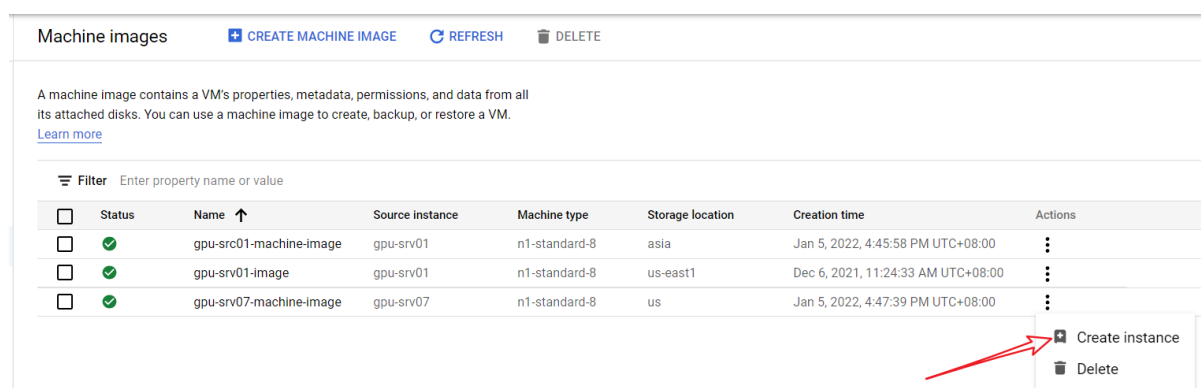 Machine images CREATE MACHINE IMAGE REFRESH DELETE
A machine image contains a VM's properties, metadata, permissions, and data from all
its attached disks. You can use a machine image to create, backup, or restore a VM.
Learn more
Filter Enter property name or value
Status Name Source instance Machine type Storage location Creation time Actions
gpu-src01-machine-image gpu-srv01 n1-standard-8 asia Jan 5, 2022, 4:45:58 PM UTC+08:00
gpu-srv01-image gpu-srv01 n1-standard-8 us-east1 Dec 6, 2021, 11:24:33 AM UTC+08:00
gpu-srv07-machine-image gpu-srv07 n1-standard-8 us Jan 5, 2022, 4:47:39 PM UTC+08:00
Create instance
Delete